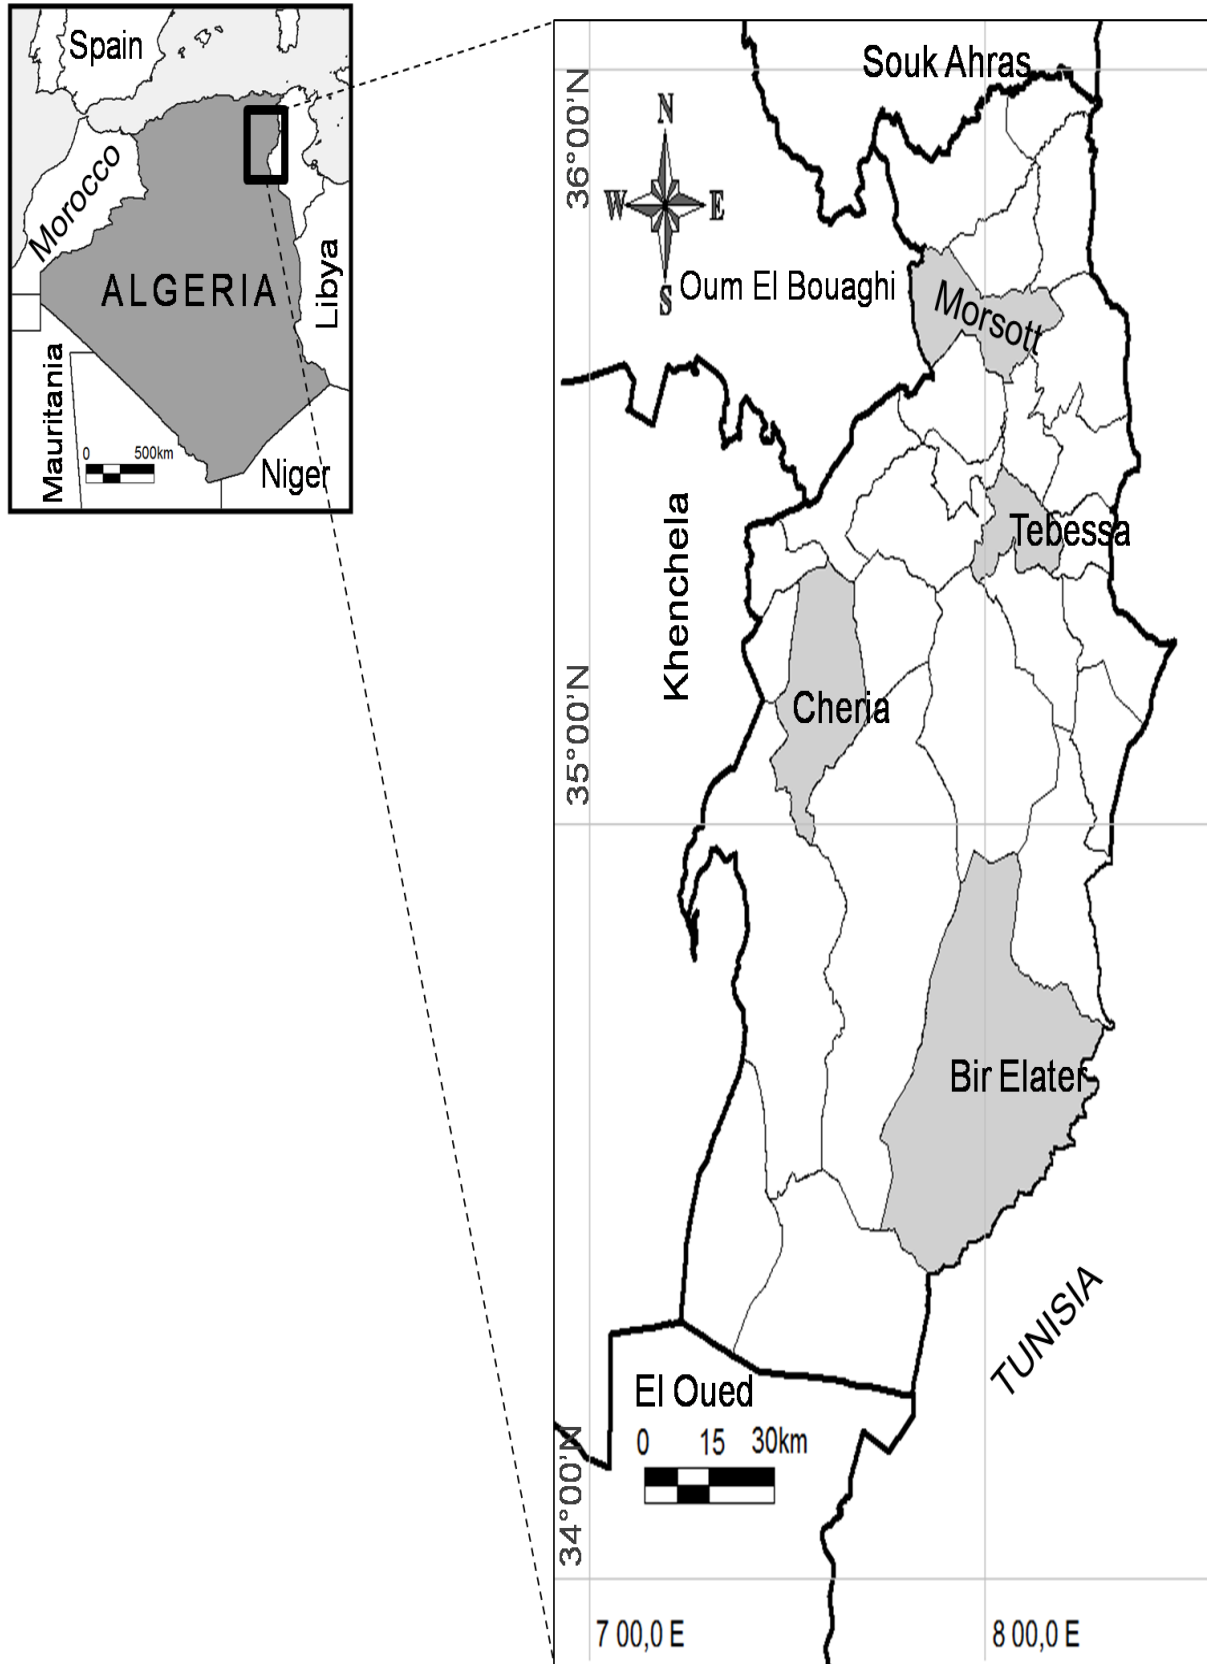 Spain
Morocco
ALGERIA
Libya
Mauritania
0 500km
Niger
Souk Ahras
36°00'N
N
W E
S
Oum El Bouaghi
Morsott
Tebessa
Khenchela
Cheria
35°00'N
Bir Elater
TUNISIA
El Oued
0 15 30km
34°00'N
7 00,0 E 8 00,0 E